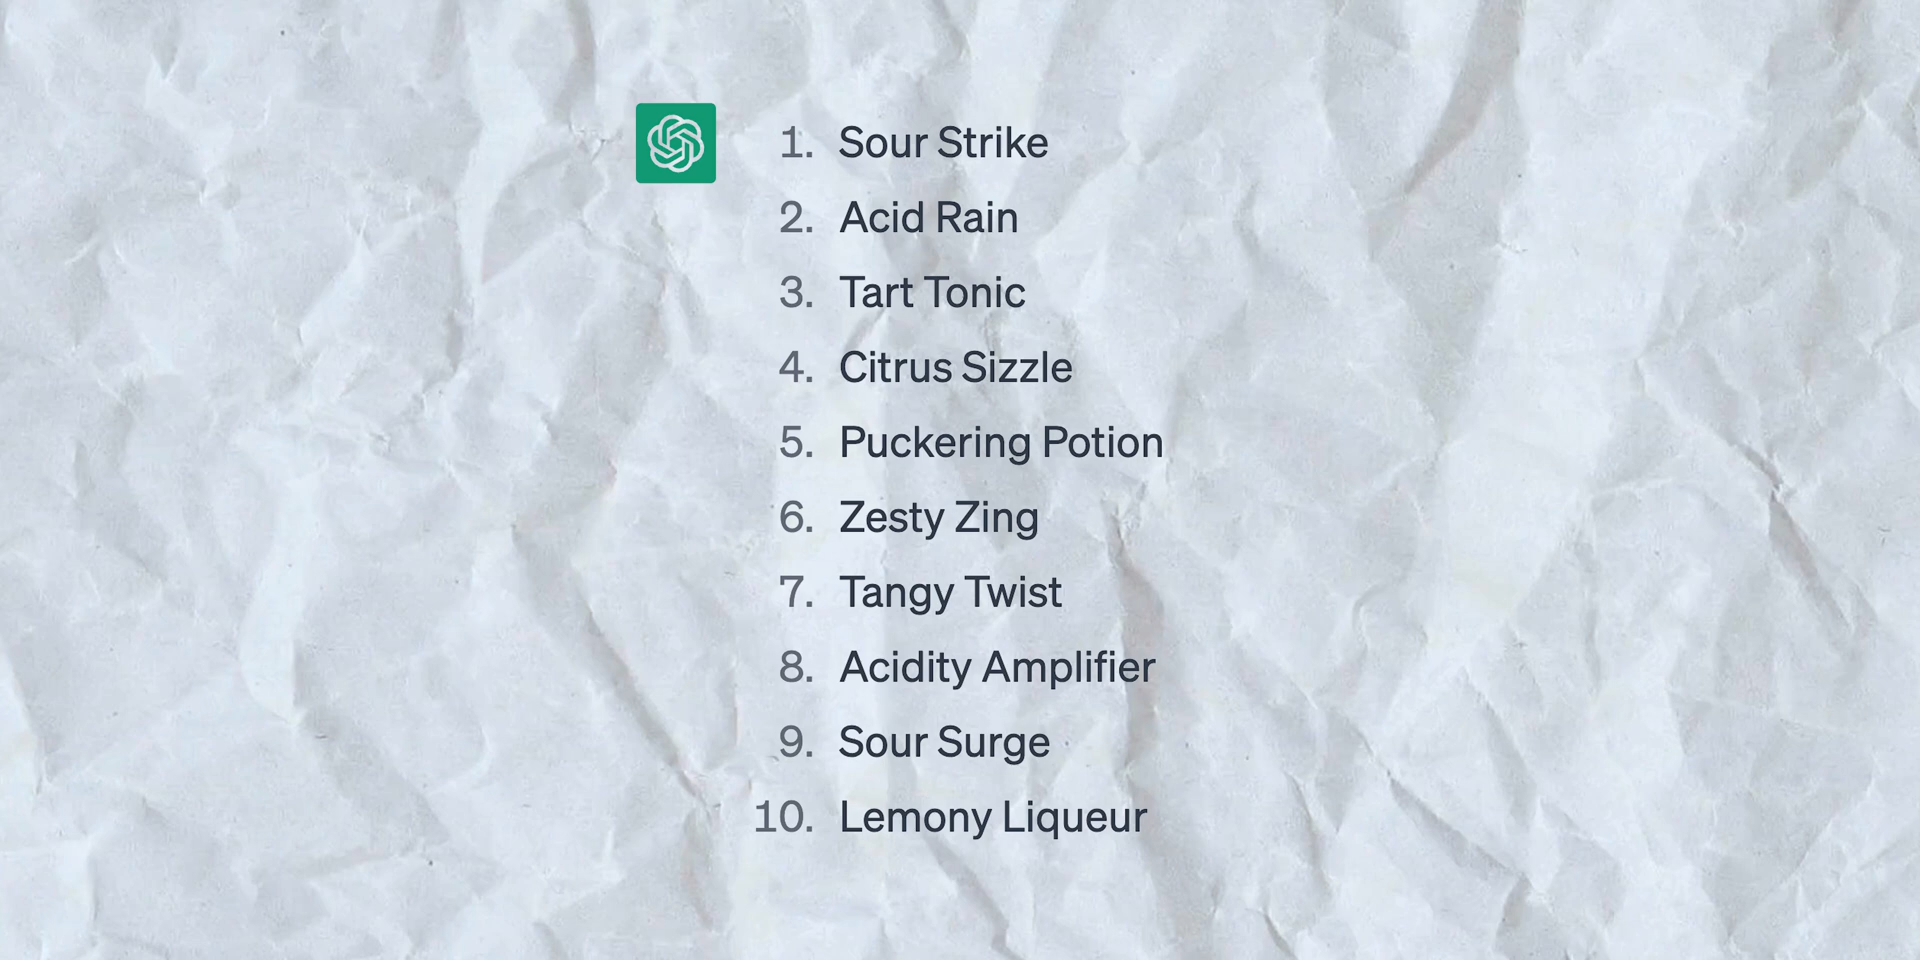 1. Sour Strike
2. Acid Rain
3. Tart Tonic
4. Citrus Sizzle
5. Puckering Potion
6. Zesty Zing
7. Tangy Twist
8. Acidity Amplifier
9. Sour Surge
10. Lemony Liqueur